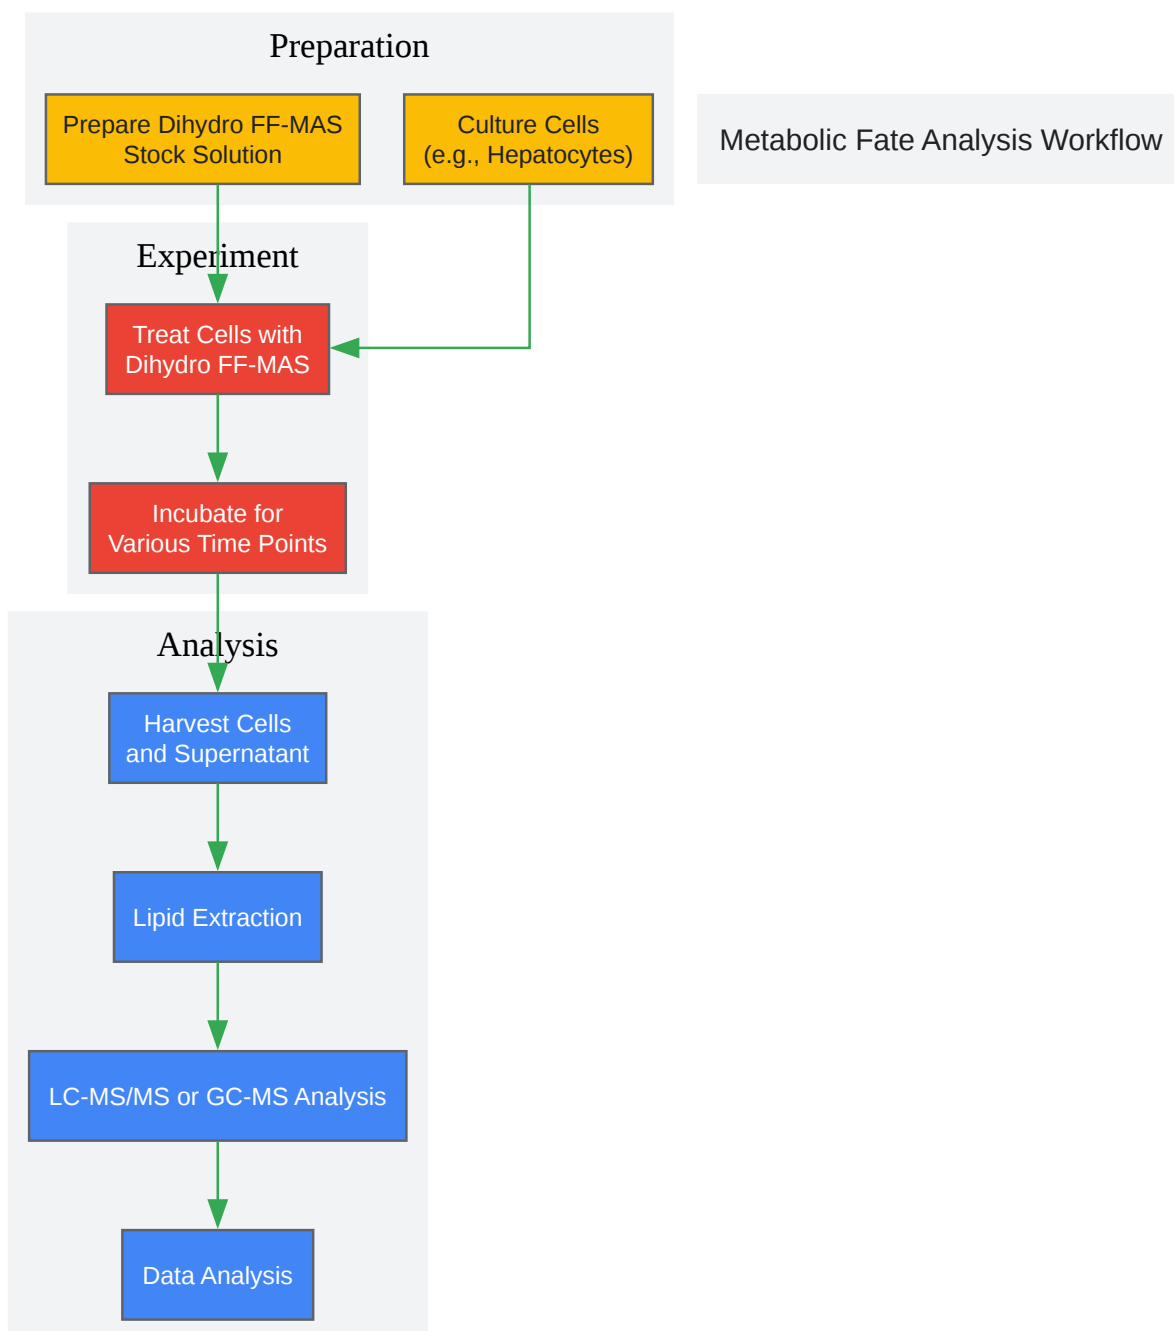 Preparation
Prepare Dihydro FF-MAS
Stock Solution
Culture Cells
(e.g., Hepatocytes)
Metabolic Fate Analysis Workflow
Experiment
Treat Cells with
Dihydro FF-MAS
Incubate for
Various Time Points
Analysis
Harvest Cells
and Supernatant
Lipid Extraction
LC-MS/MS or GC-MS Analysis
Data Analysis